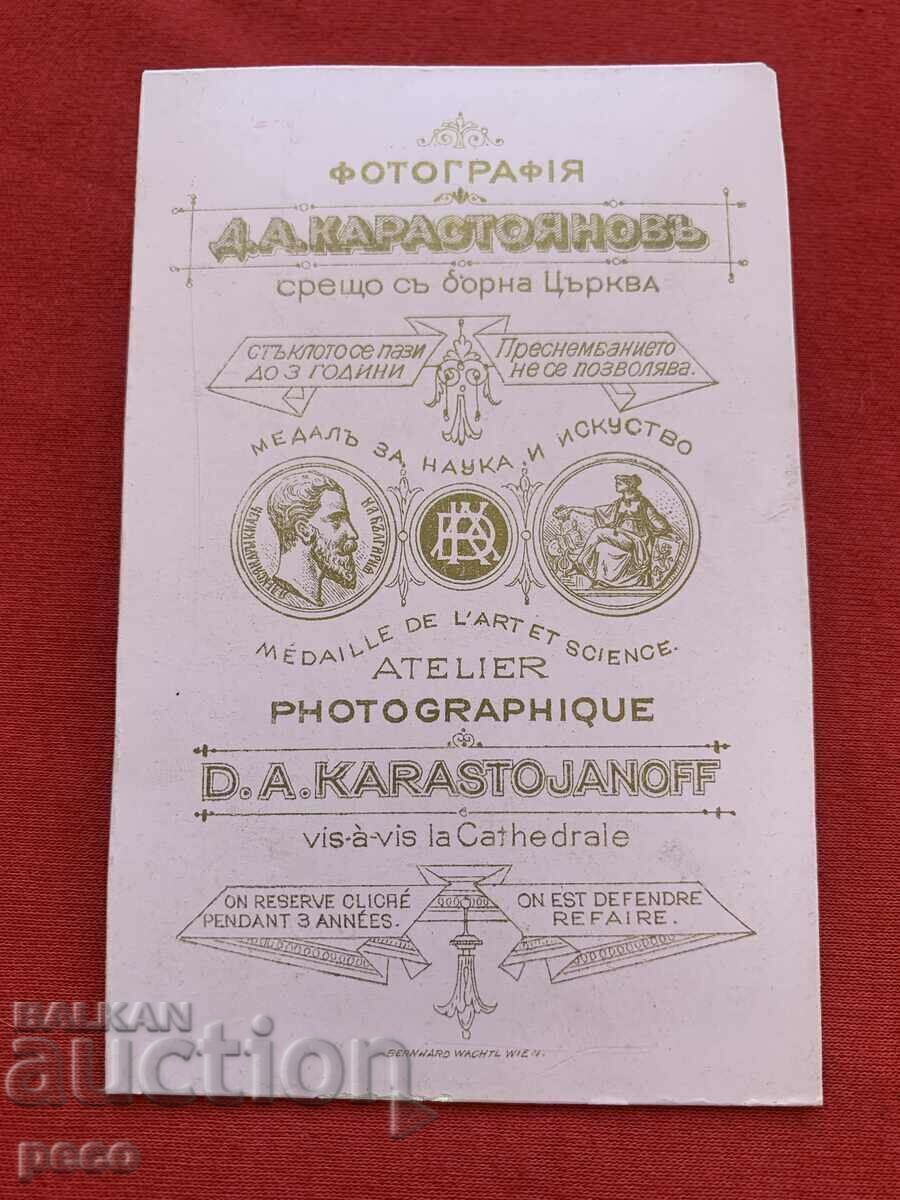 ФОТОГРАФІЯ
Д.А.КАРАСТОЯНОВЪ
срещо съ борна Църква
Стъклото се пази
до 3 години
Преснембанието
не се позволява.
МЕДАЛЪ ЗА НАУКА И ИСКУСТВО
MÉDAILLE DE L'ART ET SCIENCE.
ATELIER
PHOTOGRAPHIQUE
D.A.KARASTOJANOFF
vis-à-vis la Cathedrale
ON RESERVE CLICHÉ
PENDANT 3 ANNÉES.
ON EST DEFENDRE
REFAIRE.
BERNHARD WACHTL WIEN.
BALKAN
auction
peco